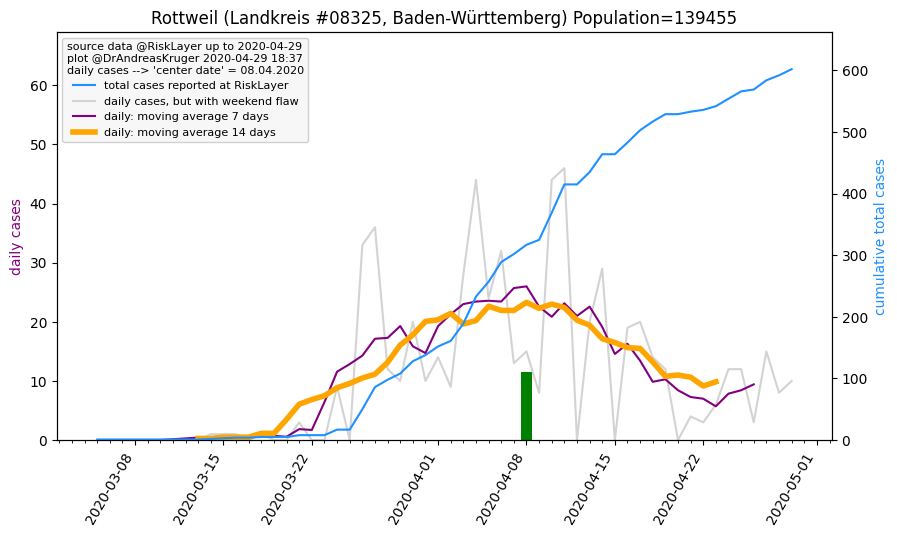 Rottweil (Landkreis #08325, Baden-Württemberg) Population=139455
source data @RiskLayer up to 2020-04-29
plot @DrAndreasKruger 2020-04-29 18:37
daily cases --> 'center date' = 08.04.2020
total cases reported at RiskLayer
daily cases, but with weekend flaw
daily: moving average 7 days
daily: moving average 14 days
daily cases
60
50
40
30
20
10
0
cumulative total cases
600
500
400
300
200
100
0
2020-03-08
2020-03-15
2020-03-22
2020-04-01
2020-04-08
2020-04-15
2020-04-22
2020-05-01